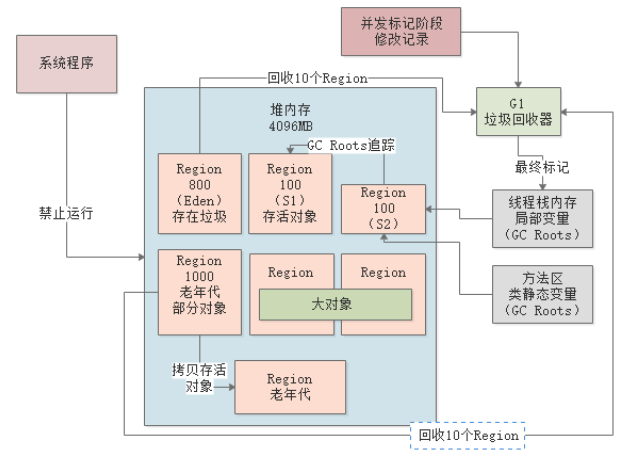 并发标记阶段
修改记录
系统程序
回收10个Region
堆内存
4096MB
G1
垃圾回收器
GC Roots追踪
最终标记
Region
800
(Eden)
存在垃圾
Region
100
(S1)
存活对象
Region
100
(S2)
线程栈内存
局部变量
(GC Roots)
禁止运行
Region
1000
老年代
部分对象
Region
Region
大对象
方法区
类静态变量
(GC Roots)
拷贝存活
对象
Region
老年代
回收10个Region